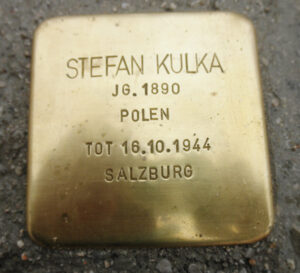 STEFAN KULKA
JG. 1890
POLEN
TOT 16.10.1944
SALZBURG